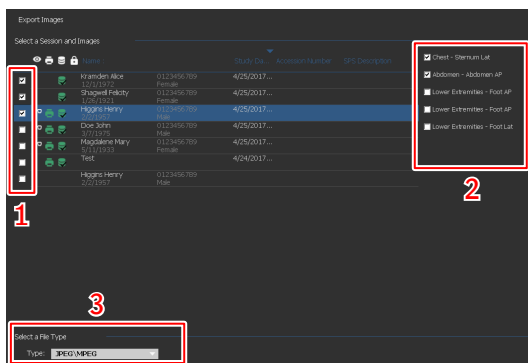 Export Images
Select a Session and Images
Name
Study Da...
Accession Number
SPS Description
Kramden Alice
12/1/1972
0123456789
Female
4/25/2017...
Shagwell Felicity
1/26/1921
0123456789
Female
4/25/2017...
Higgins Henry
2/2/1957
0123456789
Male
4/25/2017...
Doe John
3/7/1975
0123456789
Male
4/25/2017...
Magdalene Mary
5/11/1933
0123456789
Female
4/25/2017...
Test
4/24/2017...
Higgins Henry
2/2/1957
0123456789
Male
Chest - Sternum Lat
Abdomen - Abdomen AP
Lower Extremities - Foot AP
Lower Extremities - Foot AP
Lower Extremities - Foot Lat
1
2
3
Select a File Type
Type:
JPEG\MPEG